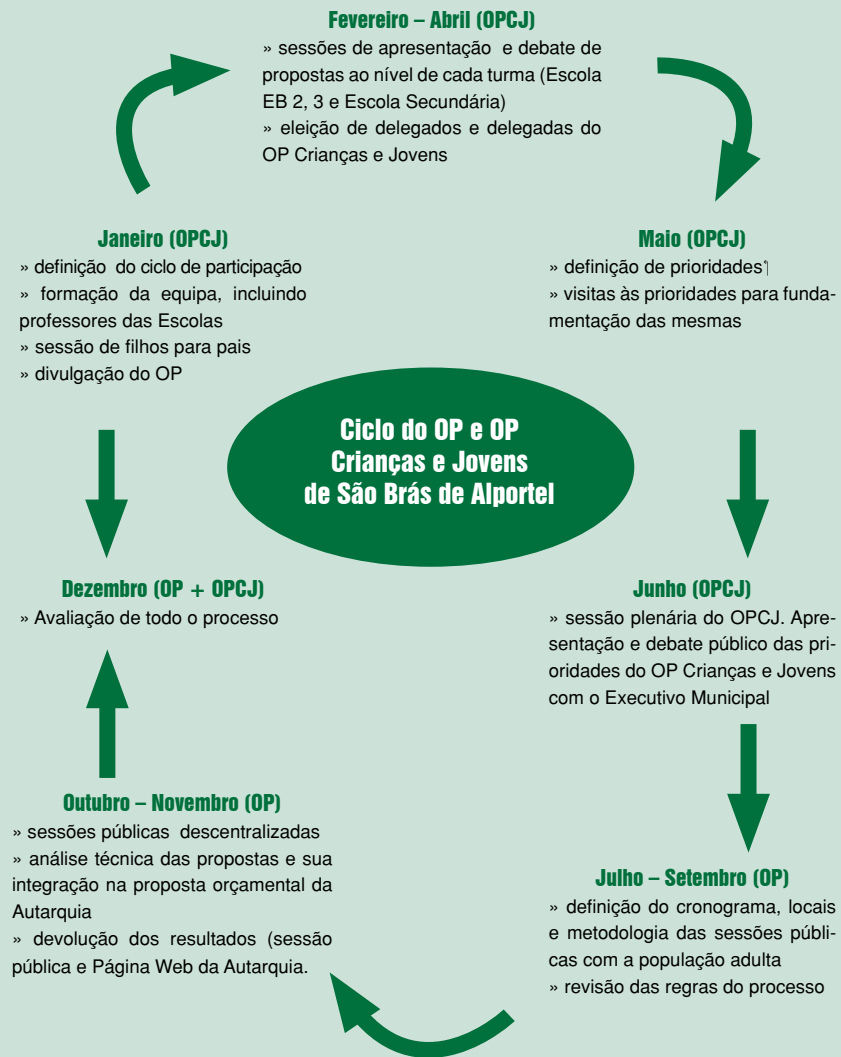 Fevereiro – Abril (OPCJ)
» sessões de apresentação e debate de
propostas ao nível de cada turma (Escola
EB 2, 3 e Escola Secundária)
» eleição de delegados e delegadas do
OP Crianças e Jovens
Janeiro (OPCJ)
» definição do ciclo de participação
» formação da equipa, incluindo
professores das Escolas
» sessão de filhos para pais
» divulgação do OP
Maio (OPCJ)
» definição de prioridades
» visitas às prioridades para funda-
mentação das mesmas
Ciclo do OP e OP
Crianças e Jovens
de São Brás de Alportel
Dezembro (OP + OPCJ)
» Avaliação de todo o processo
Junho (OPCJ)
» sessão plenária do OPCJ. Apre-
sentação e debate público das pri-
oridades do OP Crianças e Jovens
com o Executivo Municipal
Outubro – Novembro (OP)
» sessões públicas descentralizadas
» análise técnica das propostas e sua
integração na proposta orçamental da
Autarquia
» devolução dos resultados (sessão
pública e Página Web da Autarquia.
Julho – Setembro (OP)
» definição do cronograma, locais
e metodologia das sessões públi-
cas com a população adulta
» revisão das regras do processo